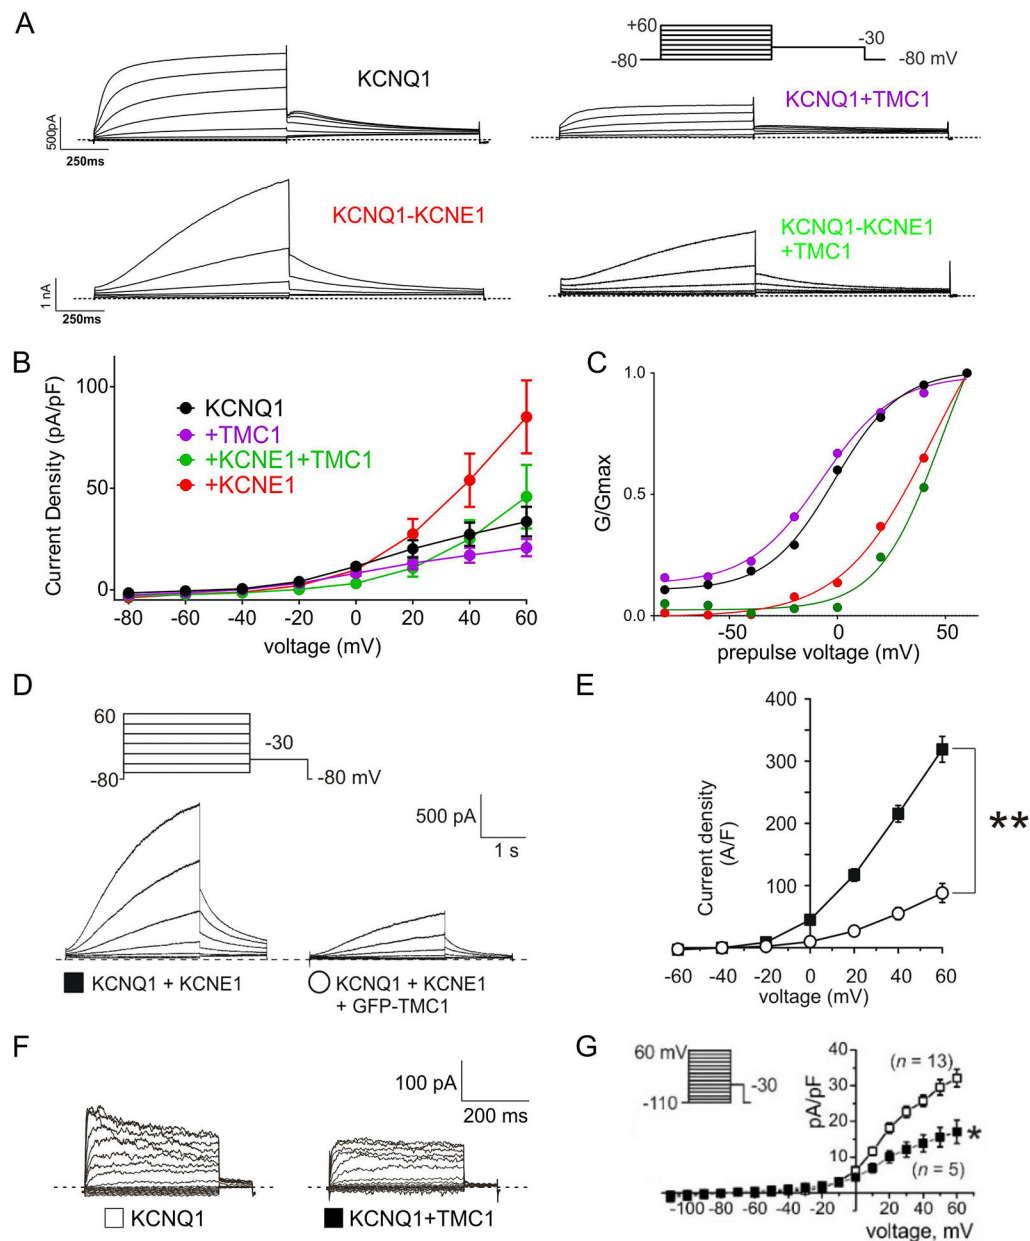 A
KCNQ1
500pA
250ms
+60
-30
-80
-80 mV
KCNQ1+TMC1
KCNQ1-KCNE1
1 nA
250ms
KCNQ1-KCNE1
+TMC1
B
Current Density (pA/pF)
100
50
0
KCNQ1
+TMC1
+KCNE1+TMC1
+KCNE1
-80 -60 -40 -20 0 20 40 60
voltage (mV)
C
G/Gmax
1.0
0.5
0.0
-50 0 50
prepulse voltage (mV)
D
60
-30
-80
-80 mV
500 pA
1 s
KCNQ1 + KCNE1
KCNQ1 + KCNE1
+ GFP-TMC1
E
Current density
(A/F)
400
300
200
100
**
-60 -40 -20 0 20 40 60
voltage (mV)
F
100 pA
200 ms
KCNQ1
KCNQ1+TMC1
G
60 mV
-30
-110
pA/pF
40
30
20
10
(n = 13)
*
(n = 5)
-100 -80 -60 -40 -20 0 20 40 60
voltage, mV